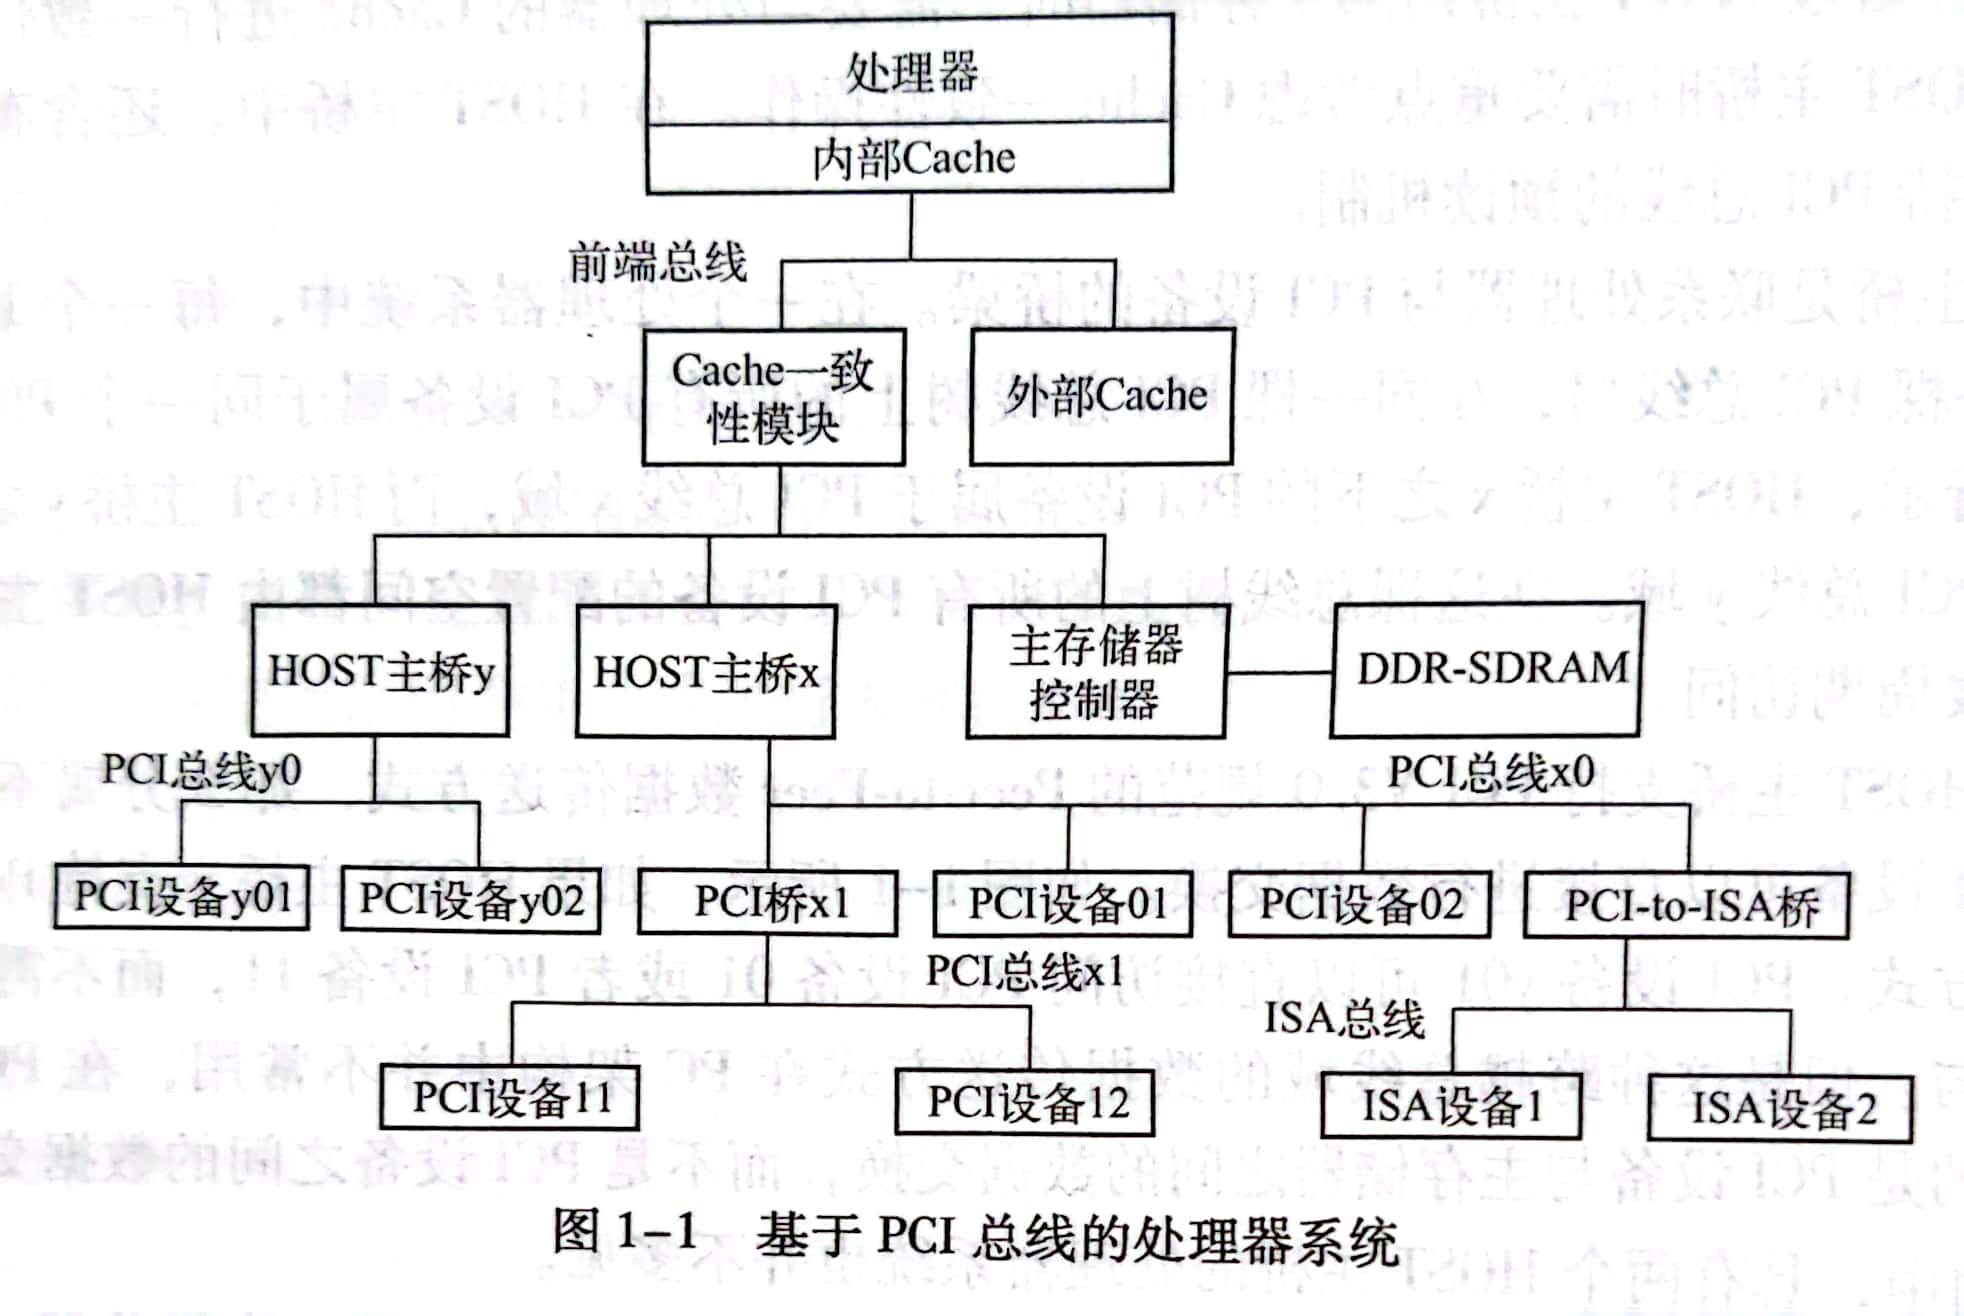 处理器
内部Cache
前端总线
Cache一致
性模块
外部Cache
HOST主桥y
HOST主桥x
主存储器
控制器
DDR-SDRAM
PCI总线y0
PCI总线x0
PCI设备y01
PCI设备y02
PCI桥x1
PCI设备01
PCI设备02
PCI-to-ISA桥
PCI总线x1
ISA总线
PCI设备11
PCI设备12
ISA设备1
ISA设备2
图 1-1 基于 PCI 总线的处理器系统